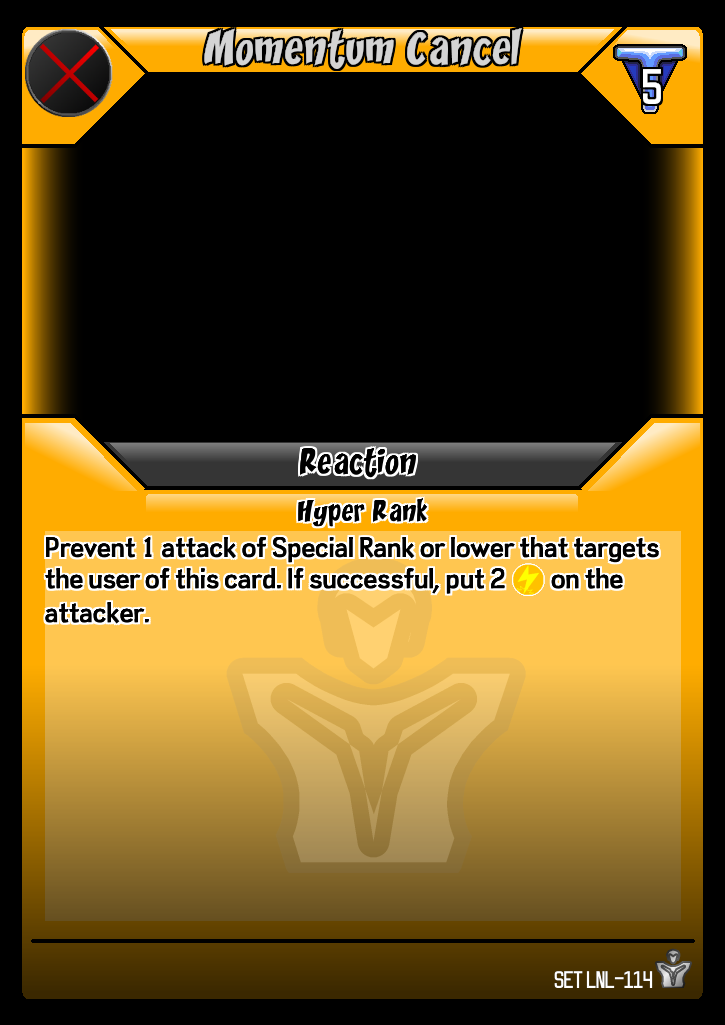 Momentum Cancel
5
Reaction
Hyper Rank
Prevent 1 attack of Special Rank or lower that targets
the user of this card. If successful, put 2 on the
attacker.
SET LNL-114